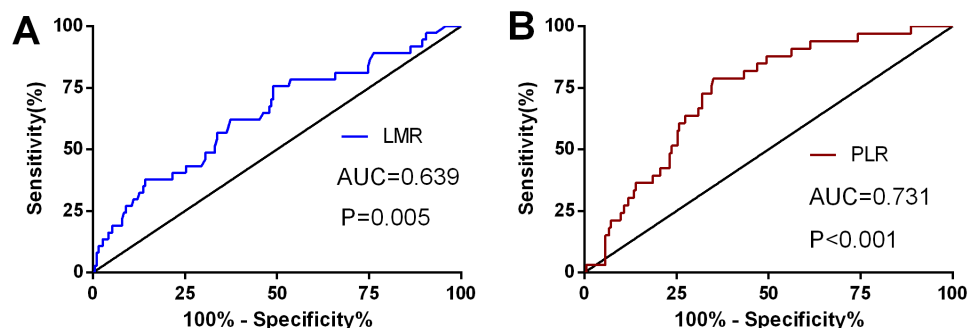 A
Sensitivity(%)
100
75
50
25
0
LMR
AUC=0.639
P=0.005
0 25 50 75 100
100% - Specificity%
B
Sensitivity(%)
100
75
50
25
0
PLR
AUC=0.731
P<0.001
0 25 50 75 100
100% - Specificity%